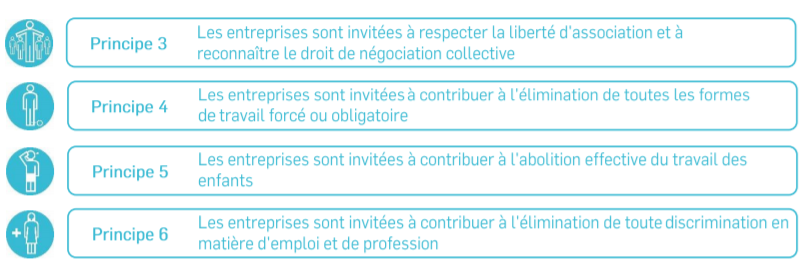 Principe 3
Les entreprises sont invitées à respecter la liberté d'association et à
reconnaître le droit de négociation collective
Principe 4
Les entreprises sont invitées à contribuer à l'élimination de toutes les formes
de travail forcé ou obligatoire
Principe 5
Les entreprises sont invitées à contribuer à l'abolition effective du travail des
enfants
Principe 6
Les entreprises sont invitées à contribuer à l'élimination de toute discrimination en
matière d'emploi et de profession